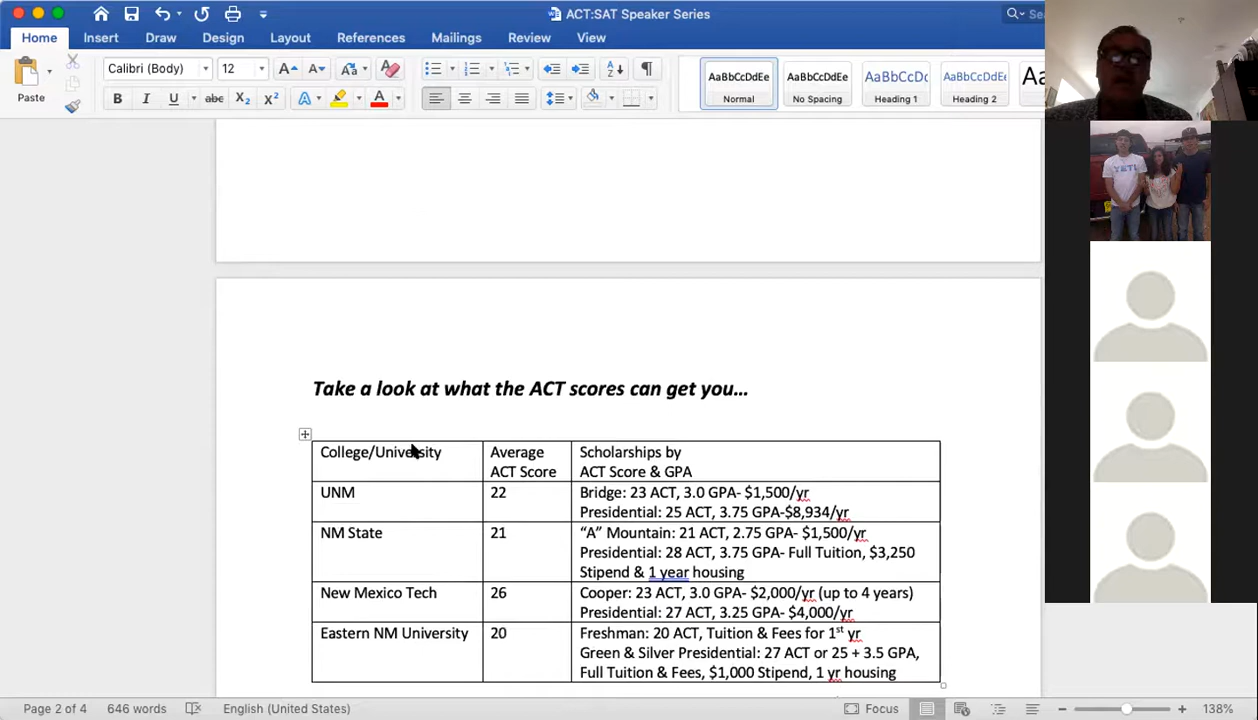 ACT:SAT Speaker Series
Home Insert Draw Design Layout References Mailings Review View
Paste
Calibri (Body) 12
AaBbCcDdEe AaBbCcDdEe AaBbCcDc AaBbCcDdEe
Normal No Spacing Heading 1 Heading 2
YETI
Take a look at what the ACT scores can get you...
College/University
Average
ACT Score
Scholarships by
ACT Score & GPA
UNM
22
Bridge: 23 ACT, 3.0 GPA- $1,500/yr
Presidential: 25 ACT, 3.75 GPA-$8,934/yr
NM State
21
“A” Mountain: 21 ACT, 2.75 GPA- $1,500/yr
Presidential: 28 ACT, 3.75 GPA- Full Tuition, $3,250
Stipend & 1 year housing
New Mexico Tech
26
Cooper: 23 ACT, 3.0 GPA- $2,000/yr (up to 4 years)
Presidential: 27 ACT, 3.25 GPA- $4,000/yr
Eastern NM University
20
Freshman: 20 ACT, Tuition & Fees for 1st yr
Green & Silver Presidential: 27 ACT or 25 + 3.5 GPA,
Full Tuition & Fees, $1,000 Stipend, 1 yr housing
Page 2 of 4 646 words English (United States) Focus 138%